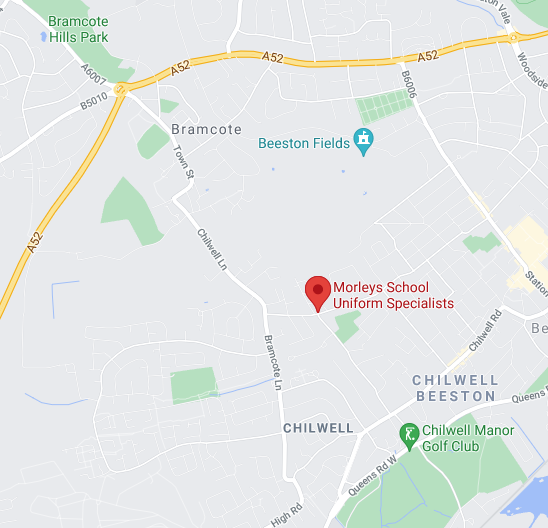 Bramcote
Hills Park
A6007
B5010
A52
A52
A52
B6006
Woodside
Bramcote
Beeston Fields
Town St
A52
Chilwell Ln
Morleys School
Uniform Specialists
Station
Chilwell Rd
Be
Bramcote Ln
CHILWELL
BEESTON
Queens R
CHILWELL
Chilwell Manor
Golf Club
Queens Rd W
High Rd